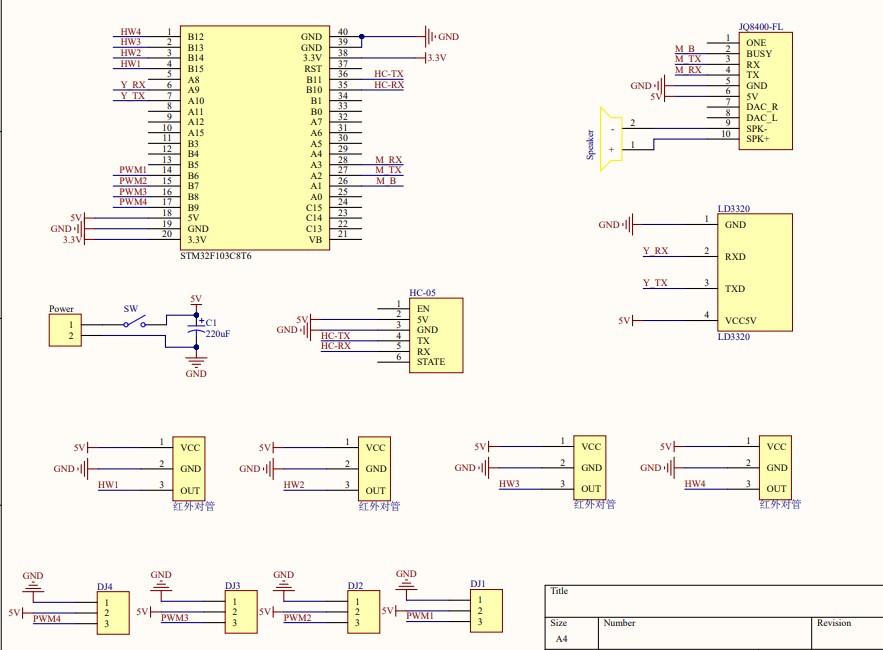 STM32F103C8T6
HW4 1 B12 GND 40 GND
HW3 2 B13 GND 39
HW2 3 B14 3.3V 38 3.3V
HW1 4 B15 RST 37
5 A8 B11 36 HC-TX
Y_RX 6 A9 B10 35 HC-RX
Y_TX 7 A10 B1 34
8 A11 B0 33
9 A12 A7 32
10 A15 A6 31
11 B3 A5 30
12 B4 A4 29
13 B5 A3 28 M_RX
PWM1 14 B6 A2 27 M_TX
PWM2 15 B7 A1 26 M_B
PWM3 16 B8 A0 25
PWM4 17 B9 C15 24
5V 18 5V C14 23
GND 19 GND C13 22
3.3V 20 3.3V VB 21
JQ8400-FL
1 ONE
M_B 2 BUSY
M_TX 3 RX
M_RX 4 TX
GND 5 GND
5V 6 5V
7 DAC_R
8 DAC_L
9 SPK-
10 SPK+
Speaker
- 2
+ 1
LD3320
GND 1 GND
Y_RX 2 RXD
Y_TX 3 TXD
5V 4 VCC5V
LD3320
Power
1
2
SW
5V
+
C1
220uF
GND
HC-05
1 EN
5V 2 5V
GND 3 GND
HC-TX 4 TX
HC-RX 5 RX
6 STATE
5V 1 VCC
GND 2 GND
HW1 3 OUT
红外对管
5V 1 VCC
GND 2 GND
HW2 3 OUT
红外对管
5V 1 VCC
GND 2 GND
HW3 3 OUT
红外对管
5V 1 VCC
GND 2 GND
HW4 3 OUT
红外对管
DJ4
GND 1
5V 2
PWM4 3
DJ3
GND 1
5V 2
PWM3 3
DJ2
GND 1
5V 2
PWM2 3
DJ1
GND 1
5V 2
PWM1 3
Title
Size Number Revision
A4